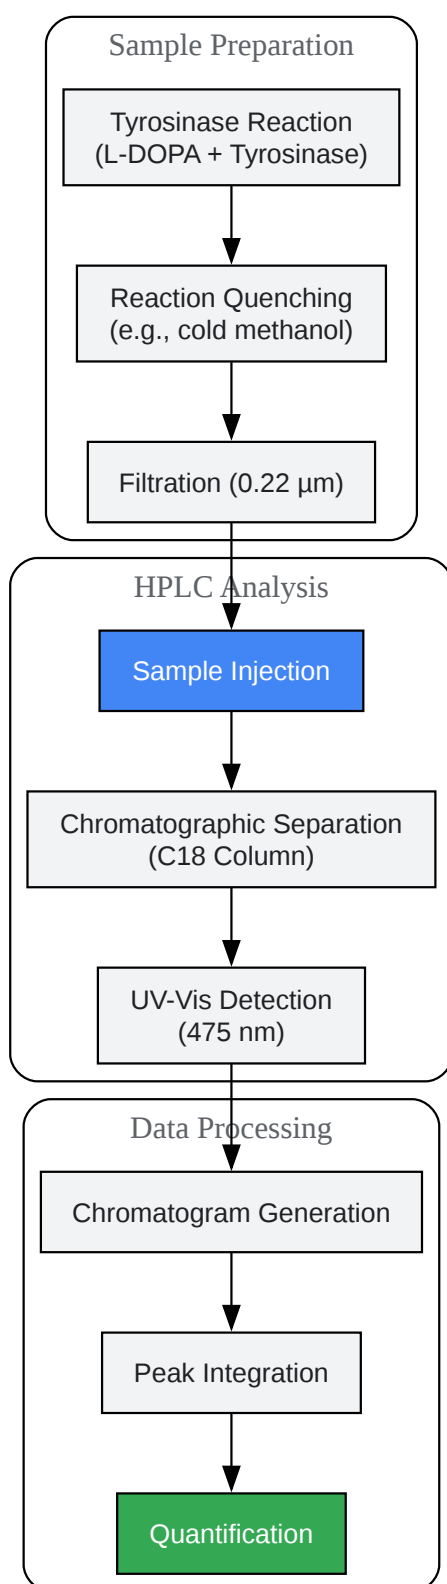 Sample Preparation
Tyrosinase Reaction
(L-DOPA + Tyrosinase)
Reaction Quenching
(e.g., cold methanol)
Filtration (0.22 µm)
HPLC Analysis
Sample Injection
Chromatographic Separation
(C18 Column)
UV-Vis Detection
(475 nm)
Data Processing
Chromatogram Generation
Peak Integration
Quantification